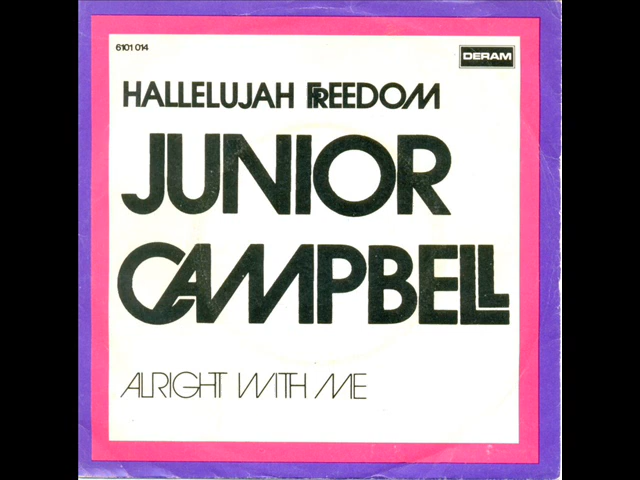 6101 014
DERAM
HALLELUJAH FREEDOM
JUNIOR
CAMPBELL
ALRIGHT WITH ME